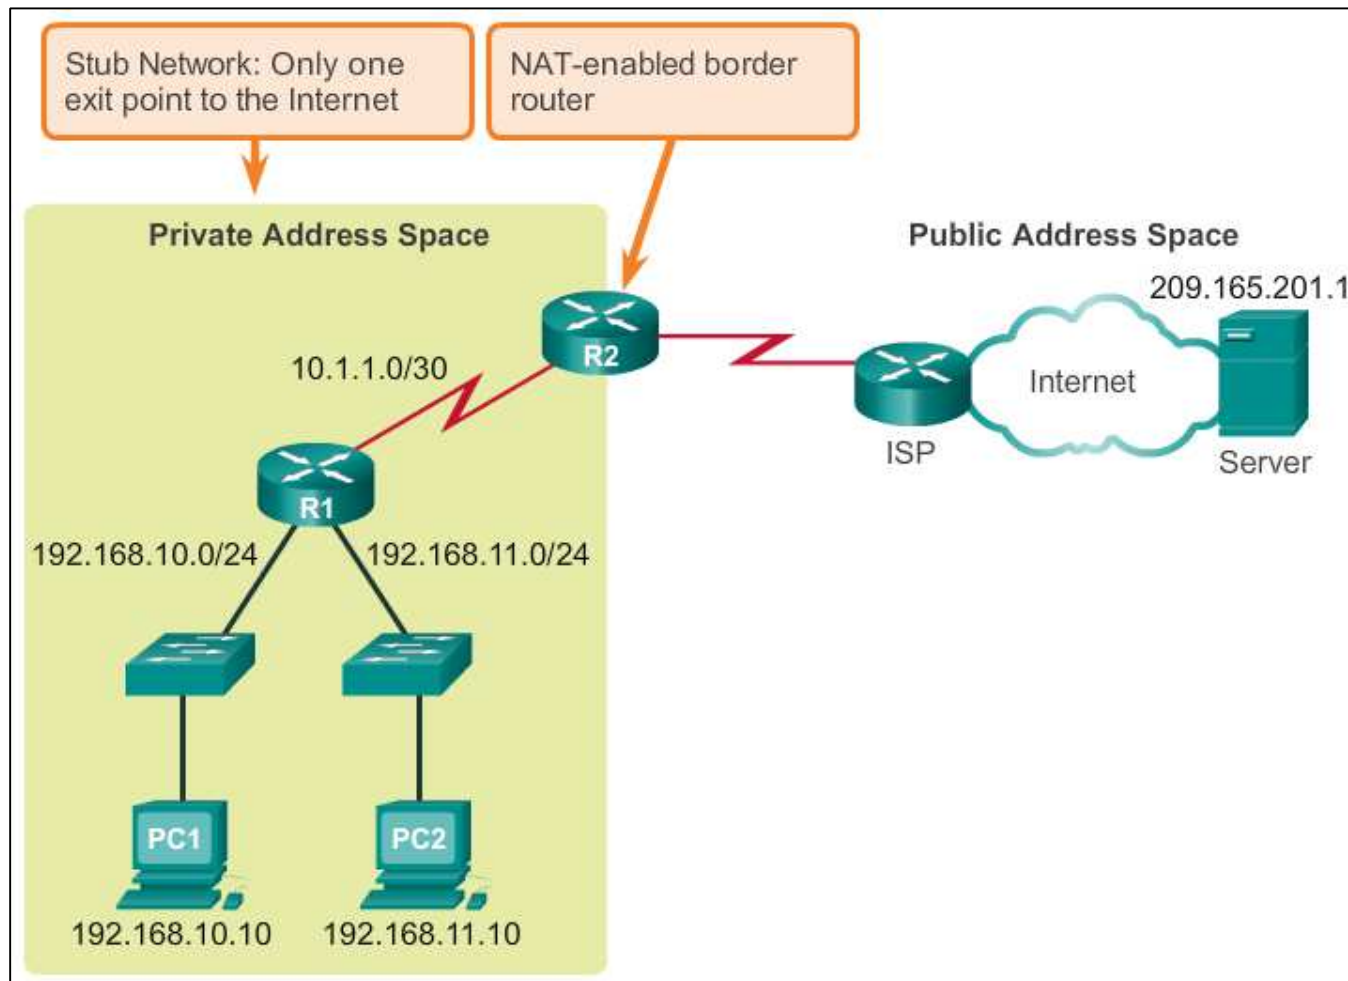 Stub Network: Only one
exit point to the Internet
NAT-enabled border
router
Private Address Space
Public Address Space
209.165.201.1
R2
10.1.1.0/30
Internet
ISP
Server
R1
192.168.10.0/24
192.168.11.0/24
PC1
PC2
192.168.10.10
192.168.11.10